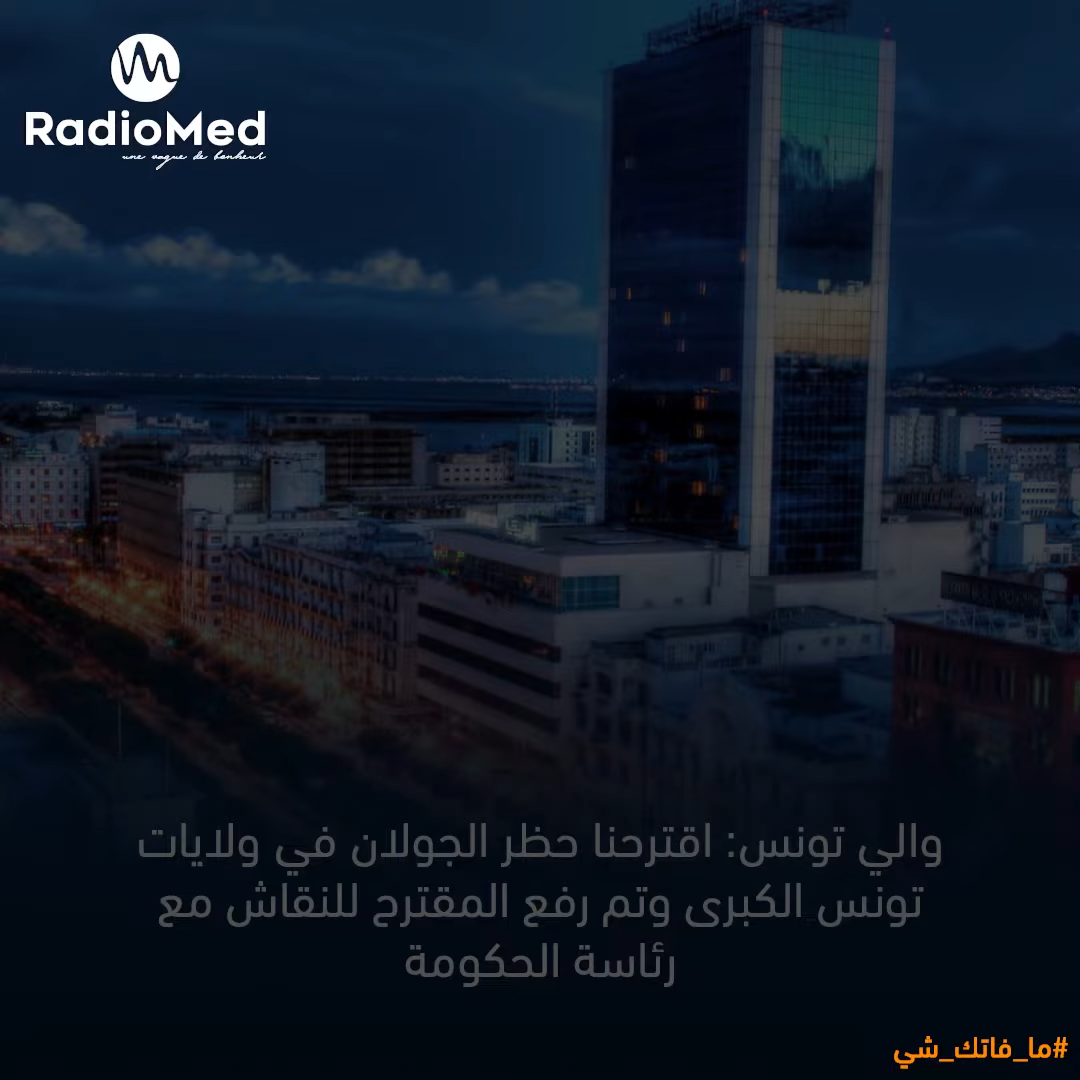 RadioMed
une vague de bonheur
والي تونس: اقترحنا حظر الجولان في ولايات
تونس الكبرى وتم رفع المقترح للنقاش مع
رئاسة الحكومة
#ما_فاتك_شي